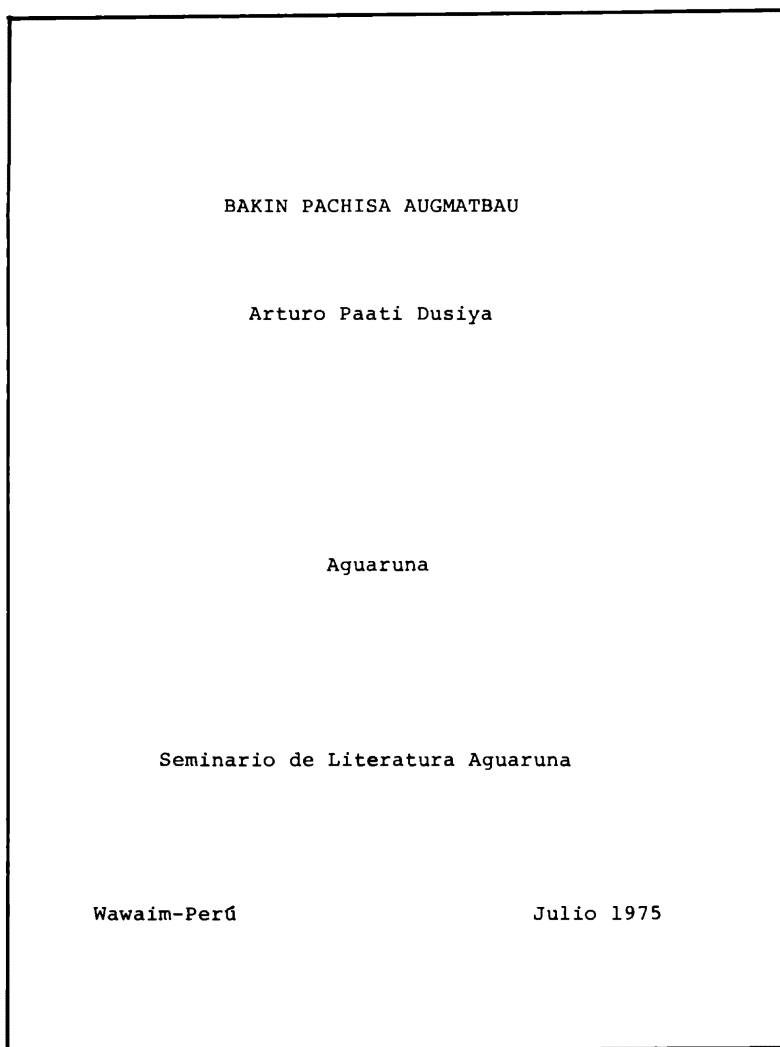 BAKIN PACHISA AUGMATBAU
Arturo Paati Dusiya
Aguaruna
Seminario de Literatura Aguaruna
Wawaim-Perú Julio 1975